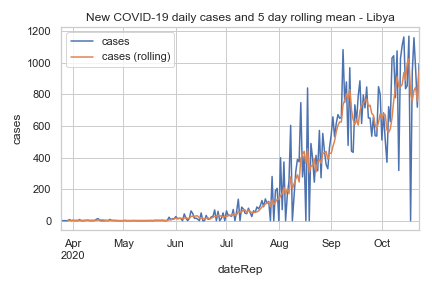 New COVID-19 daily cases and 5 day rolling mean - Libya
cases
cases (rolling)
1200
1000
800
600
400
200
0
cases
Apr
2020
May
Jun
Jul
Aug
Sep
Oct
dateRep